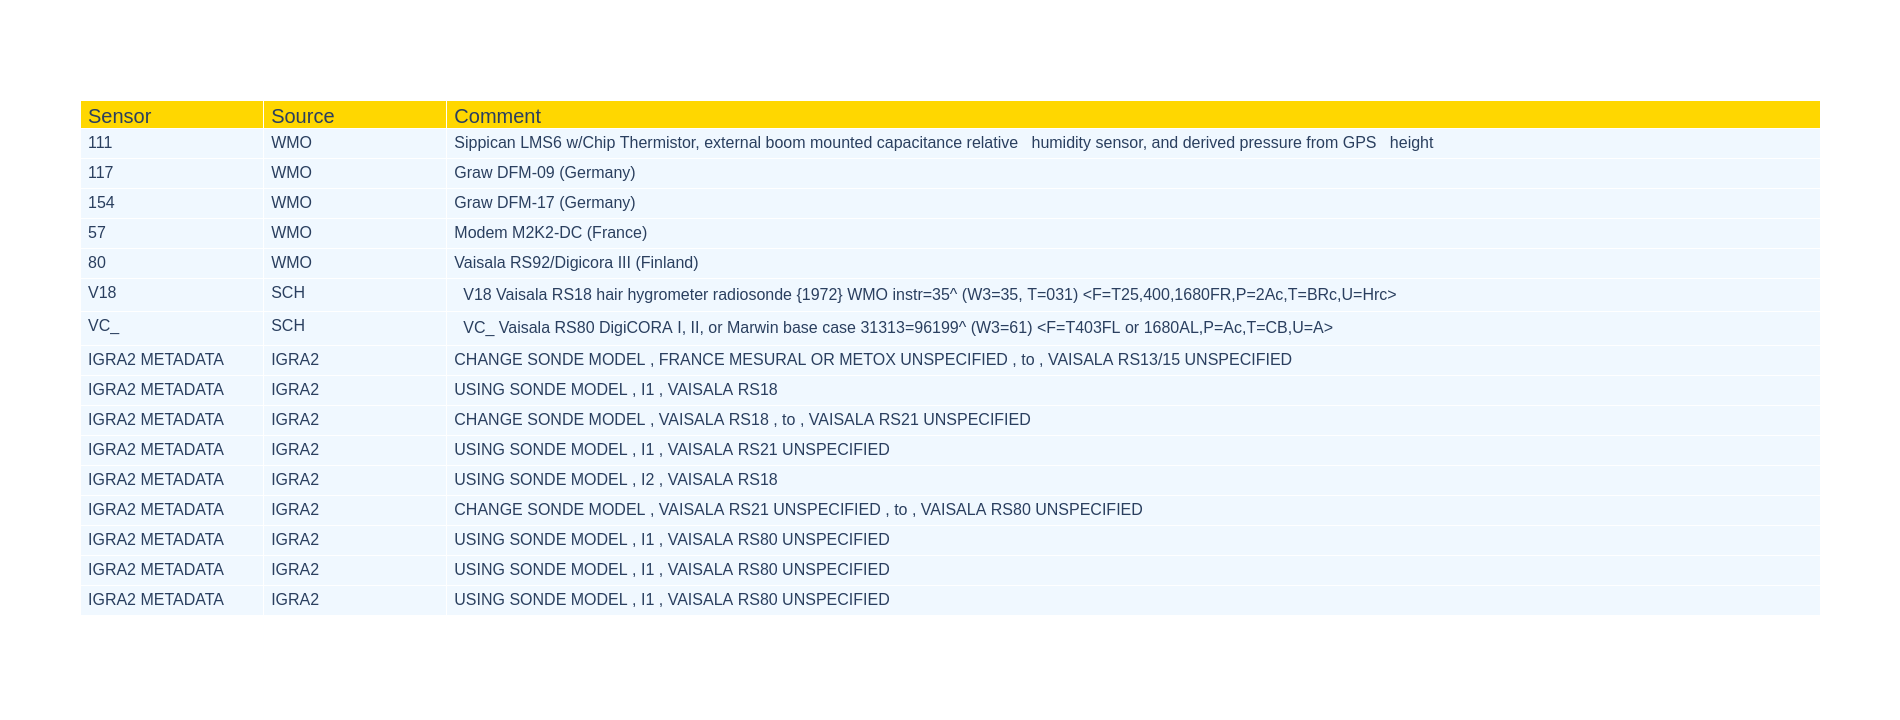 Sensor Source Comment
111 WMO Sippican LMS6 w/Chip Thermistor, external boom mounted capacitance relative   humidity sensor, and derived pressure from GPS   height
117 WMO Graw DFM-09 (Germany)
154 WMO Graw DFM-17 (Germany)
57 WMO Modem M2K2-DC (France)
80 WMO Vaisala RS92/Digicora III (Finland)
V18 SCH V18 Vaisala RS18 hair hygrometer radiosonde {1972} WMO instr=35^ (W3=35, T=031) <F=T25,400,1680FR,P=2Ac,T=BRc,U=Hrc>
VC_ SCH VC_ Vaisala RS80 DigiCORA I, II, or Marwin base case 31313=96199^ (W3=61) <F=T403FL or 1680AL,P=Ac,T=CB,U=A>
IGRA2 METADATA IGRA2 CHANGE SONDE MODEL , FRANCE MESURAL OR METOX UNSPECIFIED , to , VAISALA RS13/15 UNSPECIFIED
IGRA2 METADATA IGRA2 USING SONDE MODEL , I1 , VAISALA RS18
IGRA2 METADATA IGRA2 CHANGE SONDE MODEL , VAISALA RS18 , to , VAISALA RS21 UNSPECIFIED
IGRA2 METADATA IGRA2 USING SONDE MODEL , I1 , VAISALA RS21 UNSPECIFIED
IGRA2 METADATA IGRA2 USING SONDE MODEL , I2 , VAISALA RS18
IGRA2 METADATA IGRA2 CHANGE SONDE MODEL , VAISALA RS21 UNSPECIFIED , to , VAISALA RS80 UNSPECIFIED
IGRA2 METADATA IGRA2 USING SONDE MODEL , I1 , VAISALA RS80 UNSPECIFIED
IGRA2 METADATA IGRA2 USING SONDE MODEL , I1 , VAISALA RS80 UNSPECIFIED
IGRA2 METADATA IGRA2 USING SONDE MODEL , I1 , VAISALA RS80 UNSPECIFIED